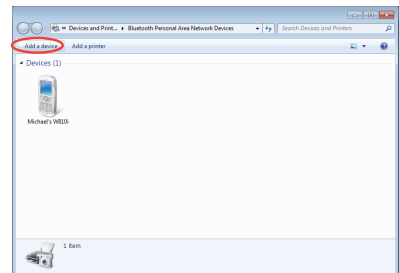 « Devices and Print... ▸ Bluetooth Personal Area Network Devices
Search Devices and Printers
Add a device
Add a printer
Devices (1)
Michael's W810i
1 item